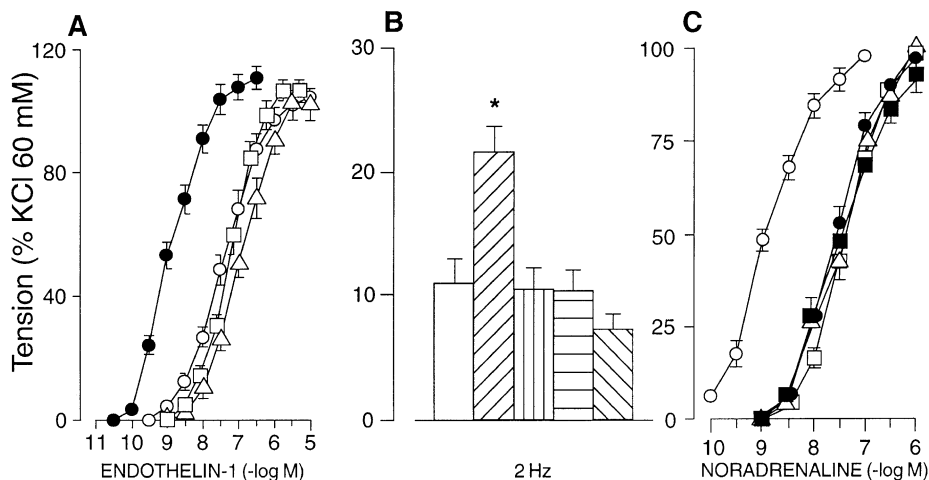 A
B
C
Tension (% KCl 60 mM)
120
80
40
0
11 10 9 8 7 6 5
ENDOTHELIN-1 (-log M)
30
20
10
0
*
2 Hz
100
75
50
25
0
10 9 8 7 6
NORADRENALINE (-log M)